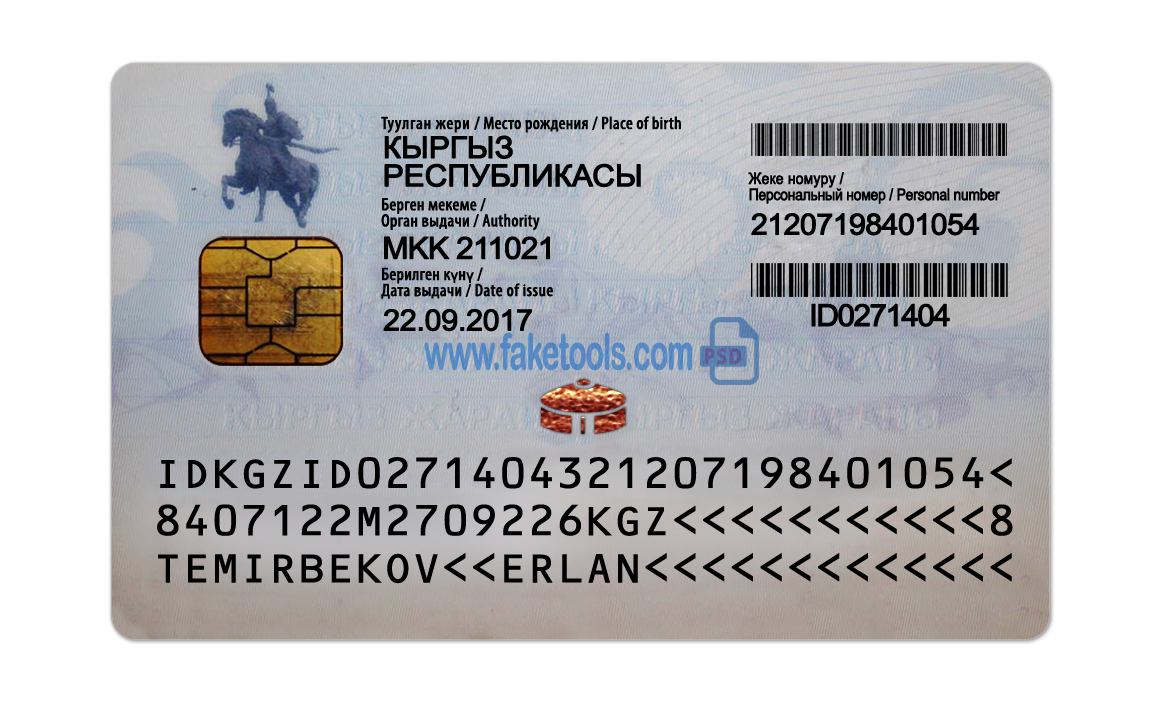 Туулган жери / Место рождения / Place of birth
КЫРГЫЗ
РЕСПУБЛИКАСЫ
Берген мекеме /
Орган выдачи / Authority
МКК 211021
Берилген күнү /
Дата выдачи / Date of issue
22.09.2017
Жеке номуру /
Персональный номер / Personal number
21207198401054
ID0271404
www.faketools.com PSD
IDKGZID0271404321207198401054<
8407122M2709226KGZ<<<<<<<<<<<8
TEMIRBEKOV<<ERLAN<<<<<<<<<<<<<